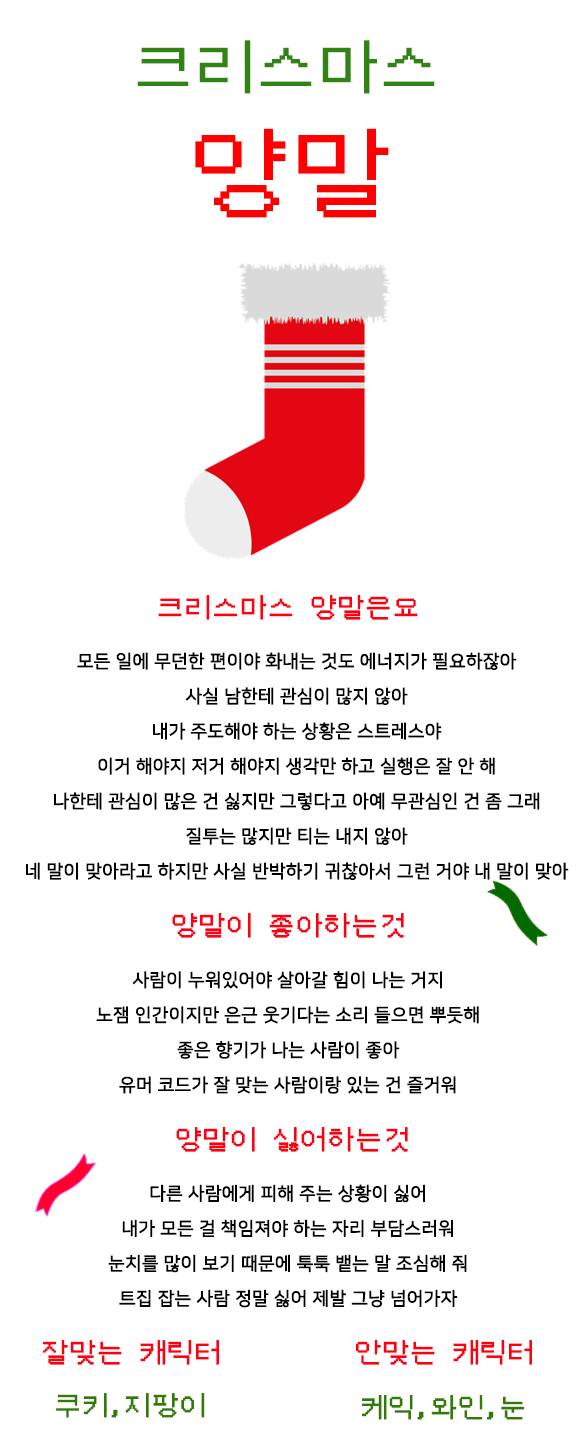 크리스마스
양말
크리스마스 양말은요
모든 일에 무던한 편이야 화내는 것도 에너지가 필요하잖아
사실 남한테 관심이 많지 않아
내가 주도해야 하는 상황은 스트레스야
이거 해야지 저거 해야지 생각만 하고 실행은 잘 안 해
나한테 관심이 많은 건 싫지만 그렇다고 아예 무관심인 건 좀 그래
질투는 많지만 티는 내지 않아
네 말이 맞아라고 하지만 사실 반박하기 귀찮아서 그런 거야 내 말이 맞아
양말이 좋아하는것
사람이 누워있어야 살아갈 힘이 나는 거지
노잼 인간이지만 은근 웃기다는 소리 들으면 뿌듯해
좋은 향기가 나는 사람이 좋아
유머 코드가 잘 맞는 사람이랑 있는 건 즐거워
양말이 싫어하는것
다른 사람에게 피해 주는 상황이 싫어
내가 모든 걸 책임져야 하는 자리 부담스러워
눈치를 많이 보기 때문에 툭툭 뱉는 말 조심해 줘
트집 잡는 사람 정말 싫어 제발 그냥 넘어가자
잘맞는 캐릭터
쿠키,지팡이
안맞는 캐릭터
케익,와인,눈